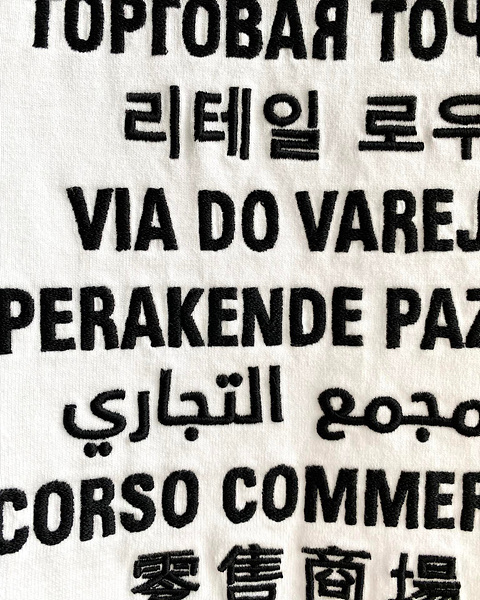 ТОРГОВАЯ ТОЧ
리테일 로우
VIA DO VAREJ
PERAKENDE PAZ
مجمع التجاري
CORSO COMMER
零售商場